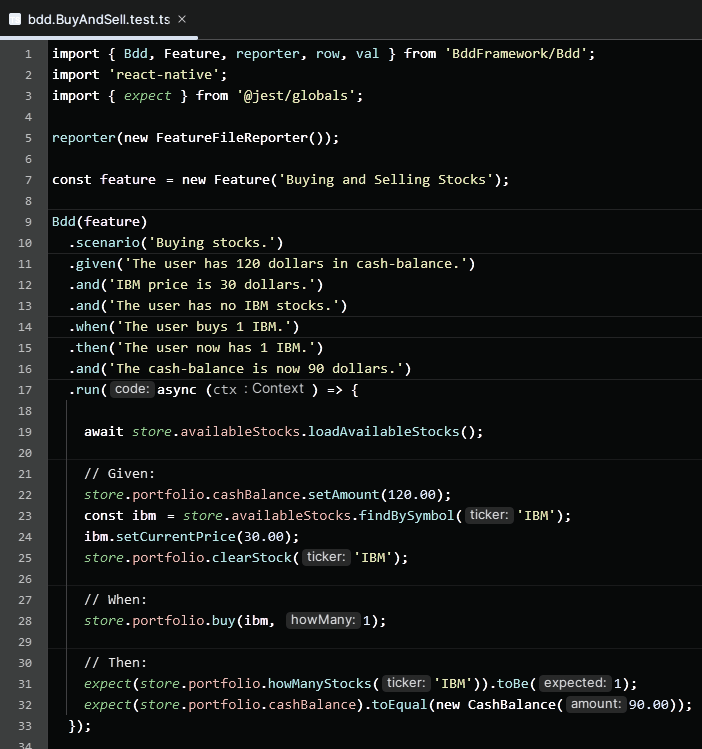 bdd.BuyAndSell.test.ts ×
1 import { Bdd, Feature, reporter, row, val } from 'BddFramework/Bdd';
2 import 'react-native';
3 import { expect } from '@jest/globals';
4
5 reporter(new FeatureFileReporter());
6
7 const feature = new Feature('Buying and Selling Stocks');
8
9 Bdd(feature)
10 .scenario('Buying stocks.')
11 .given('The user has 120 dollars in cash-balance.')
12 .and('IBM price is 30 dollars.')
13 .and('The user has no IBM stocks.')
14 .when('The user buys 1 IBM.')
15 .then('The user now has 1 IBM.')
16 .and('The cash-balance is now 90 dollars.')
17 .run( code: async (ctx : Context ) => {
18
19 await store.availableStocks.loadAvailableStocks();
20
21 // Given:
22 store.portfolio.cashBalance.setAmount(120.00);
23 const ibm = store.availableStocks.findBySymbol( ticker: 'IBM');
24 ibm.setCurrentPrice(30.00);
25 store.portfolio.clearStock( ticker: 'IBM');
26
27 // When:
28 store.portfolio.buy(ibm, howMany: 1);
29
30 // Then:
31 expect(store.portfolio.howManyStocks( ticker: 'IBM')).toBe( expected: 1);
32 expect(store.portfolio.cashBalance).toEqual(new CashBalance( amount: 90.00));
33 });
34